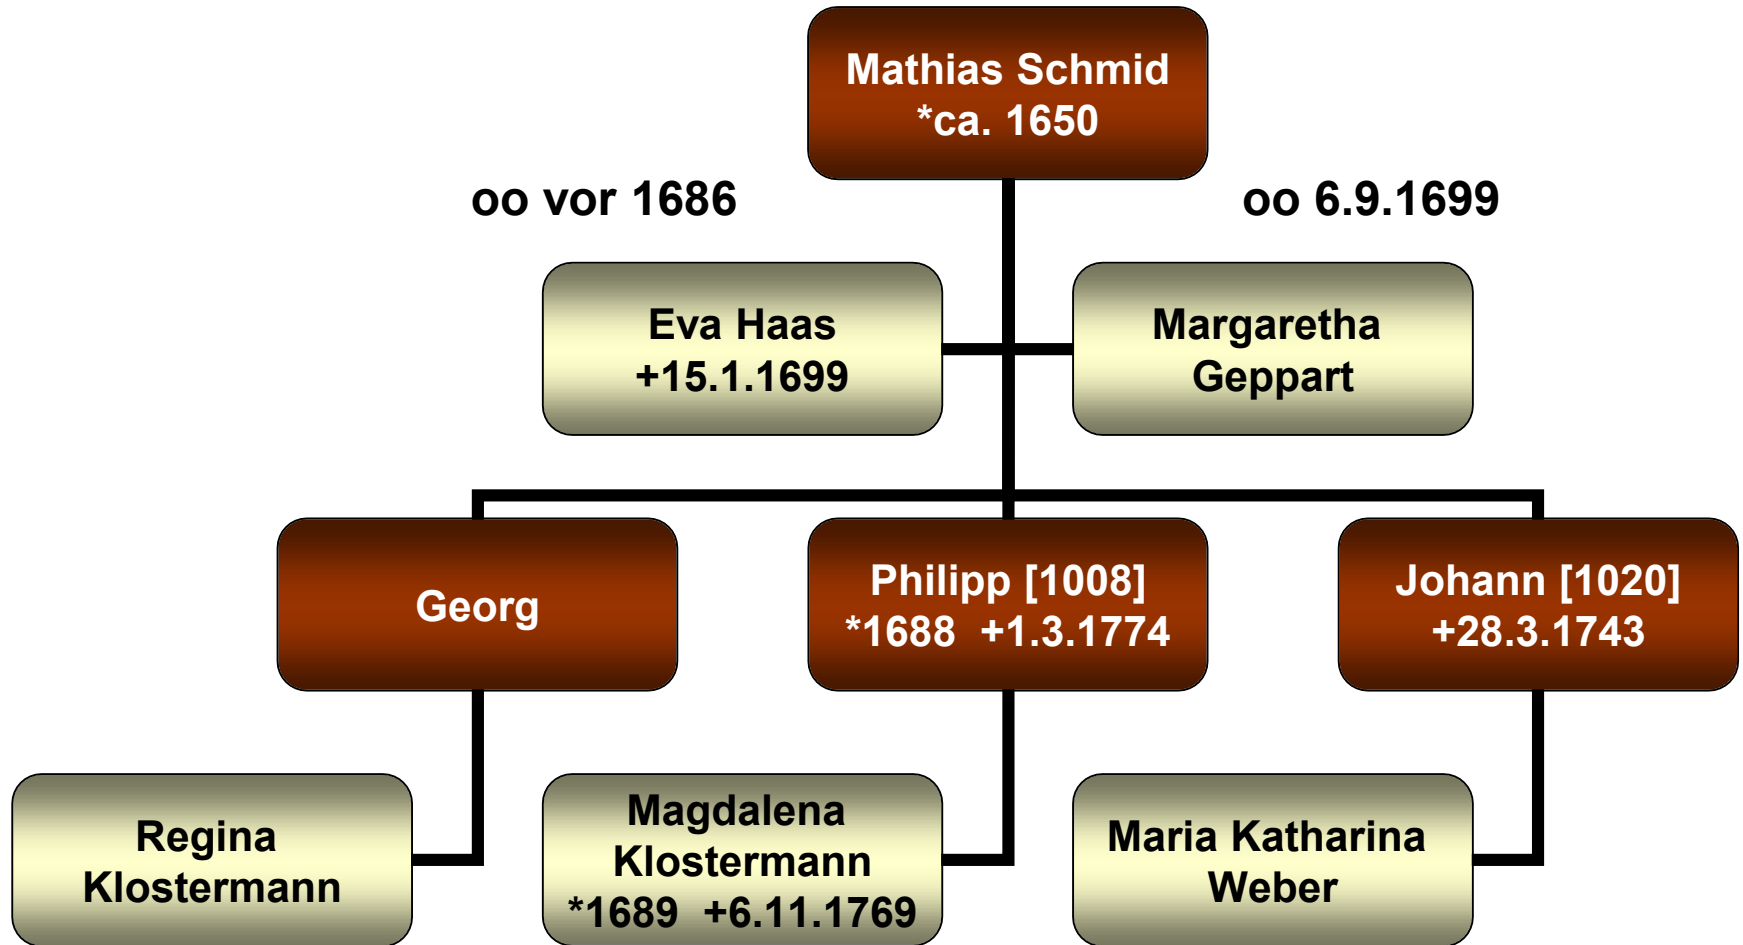 Mathias Schmid
*ca. 1650
oo vor 1686
oo 6.9.1699
Eva Haas
+15.1.1699
Margaretha
Geppart
Georg
Philipp [1008]
*1688  +1.3.1774
Johann [1020]
+28.3.1743
Regina
Klostermann
Magdalena
Klostermann
*1689  +6.11.1769
Maria Katharina
Weber